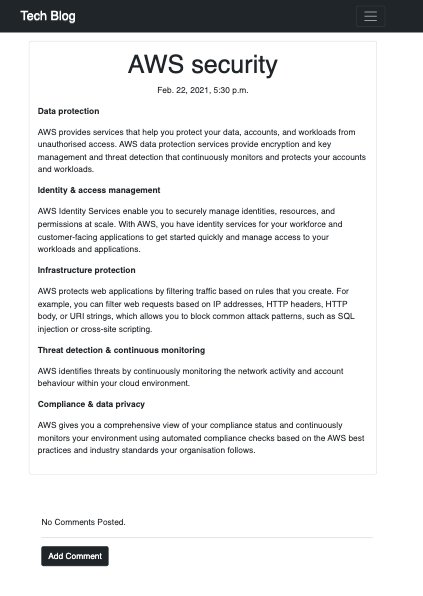 Tech Blog
AWS security
Feb. 22, 2021, 5:30 p.m.
Data protection
AWS provides services that help you protect your data, accounts, and workloads from
unauthorised access. AWS data protection services provide encryption and key
management and threat detection that continuously monitors and protects your accounts
and workloads.
Identity & access management
AWS Identity Services enable you to securely manage identities, resources, and
permissions at scale. With AWS, you have identity services for your workforce and
customer-facing applications to get started quickly and manage access to your
workloads and applications.
Infrastructure protection
AWS protects web applications by filtering traffic based on rules that you create. For
example, you can filter web requests based on IP addresses, HTTP headers, HTTP
body, or URI strings, which allows you to block common attack patterns, such as SQL
injection or cross-site scripting.
Threat detection & continuous monitoring
AWS identifies threats by continuously monitoring the network activity and account
behaviour within your cloud environment.
Compliance & data privacy
AWS gives you a comprehensive view of your compliance status and continuously
monitors your environment using automated compliance checks based on the AWS best
practices and industry standards your organisation follows.
No Comments Posted.
Add Comment